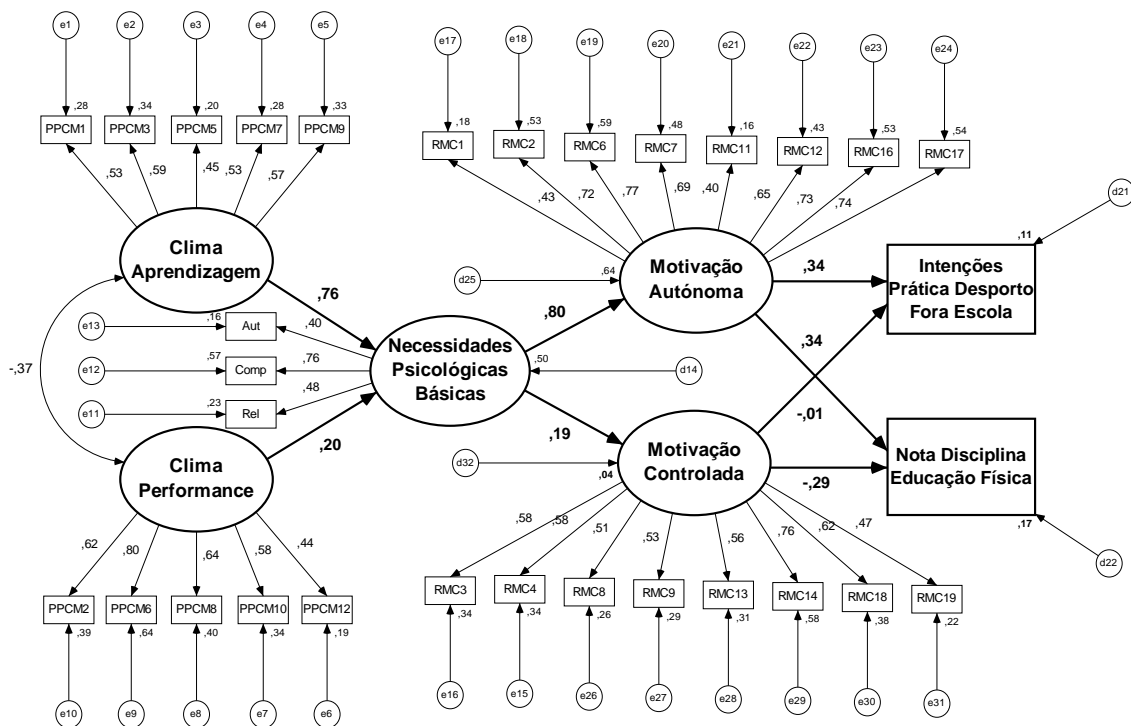 e1 e2 e3 e4 e5
,28 ,34 ,20 ,28 ,33
PPCM1 PPCM3 PPCM5 PPCM7 PPCM9
,53 ,59 ,45 ,53 ,57
Clima
Aprendizagem
e17 e18 e19 e20 e21 e22 e23 e24
,18 ,53 ,59 ,48 ,16 ,43 ,53 ,54
RMC1 RMC2 RMC6 RMC7 RMC11 RMC12 RMC16 RMC17
,43 ,72 ,77 ,69 ,40 ,65 ,73 ,74
d25 ,64
Motivação
Autónoma
d21
,11
Intenções
Prática Desporto
Fora Escola
,34
,34
,76
,80
-,37
e13 ,16 Aut ,40
e12 ,57 Comp ,76
e11 ,23 Rel ,48
Necessidades
Psicológicas
Básicas
,50 d14
,20
,19
-,01
-,29
Clima
Performance
d32 ,04
Motivação
Controlada
Nota Disciplina
Educação Física
,17
d22
,62 ,80 ,64 ,58 ,44
PPCM2 PPCM6 PPCM8 PPCM10 PPCM12
,39 ,64 ,40 ,34 ,19
e10 e9 e8 e7 e6
,58 ,58 ,51 ,53 ,56 ,76 ,62 ,47
RMC3 RMC4 RMC8 RMC9 RMC13 RMC14 RMC18 RMC19
,34 ,34 ,26 ,29 ,31 ,58 ,38 ,22
e16 e15 e26 e27 e28 e29 e30 e31